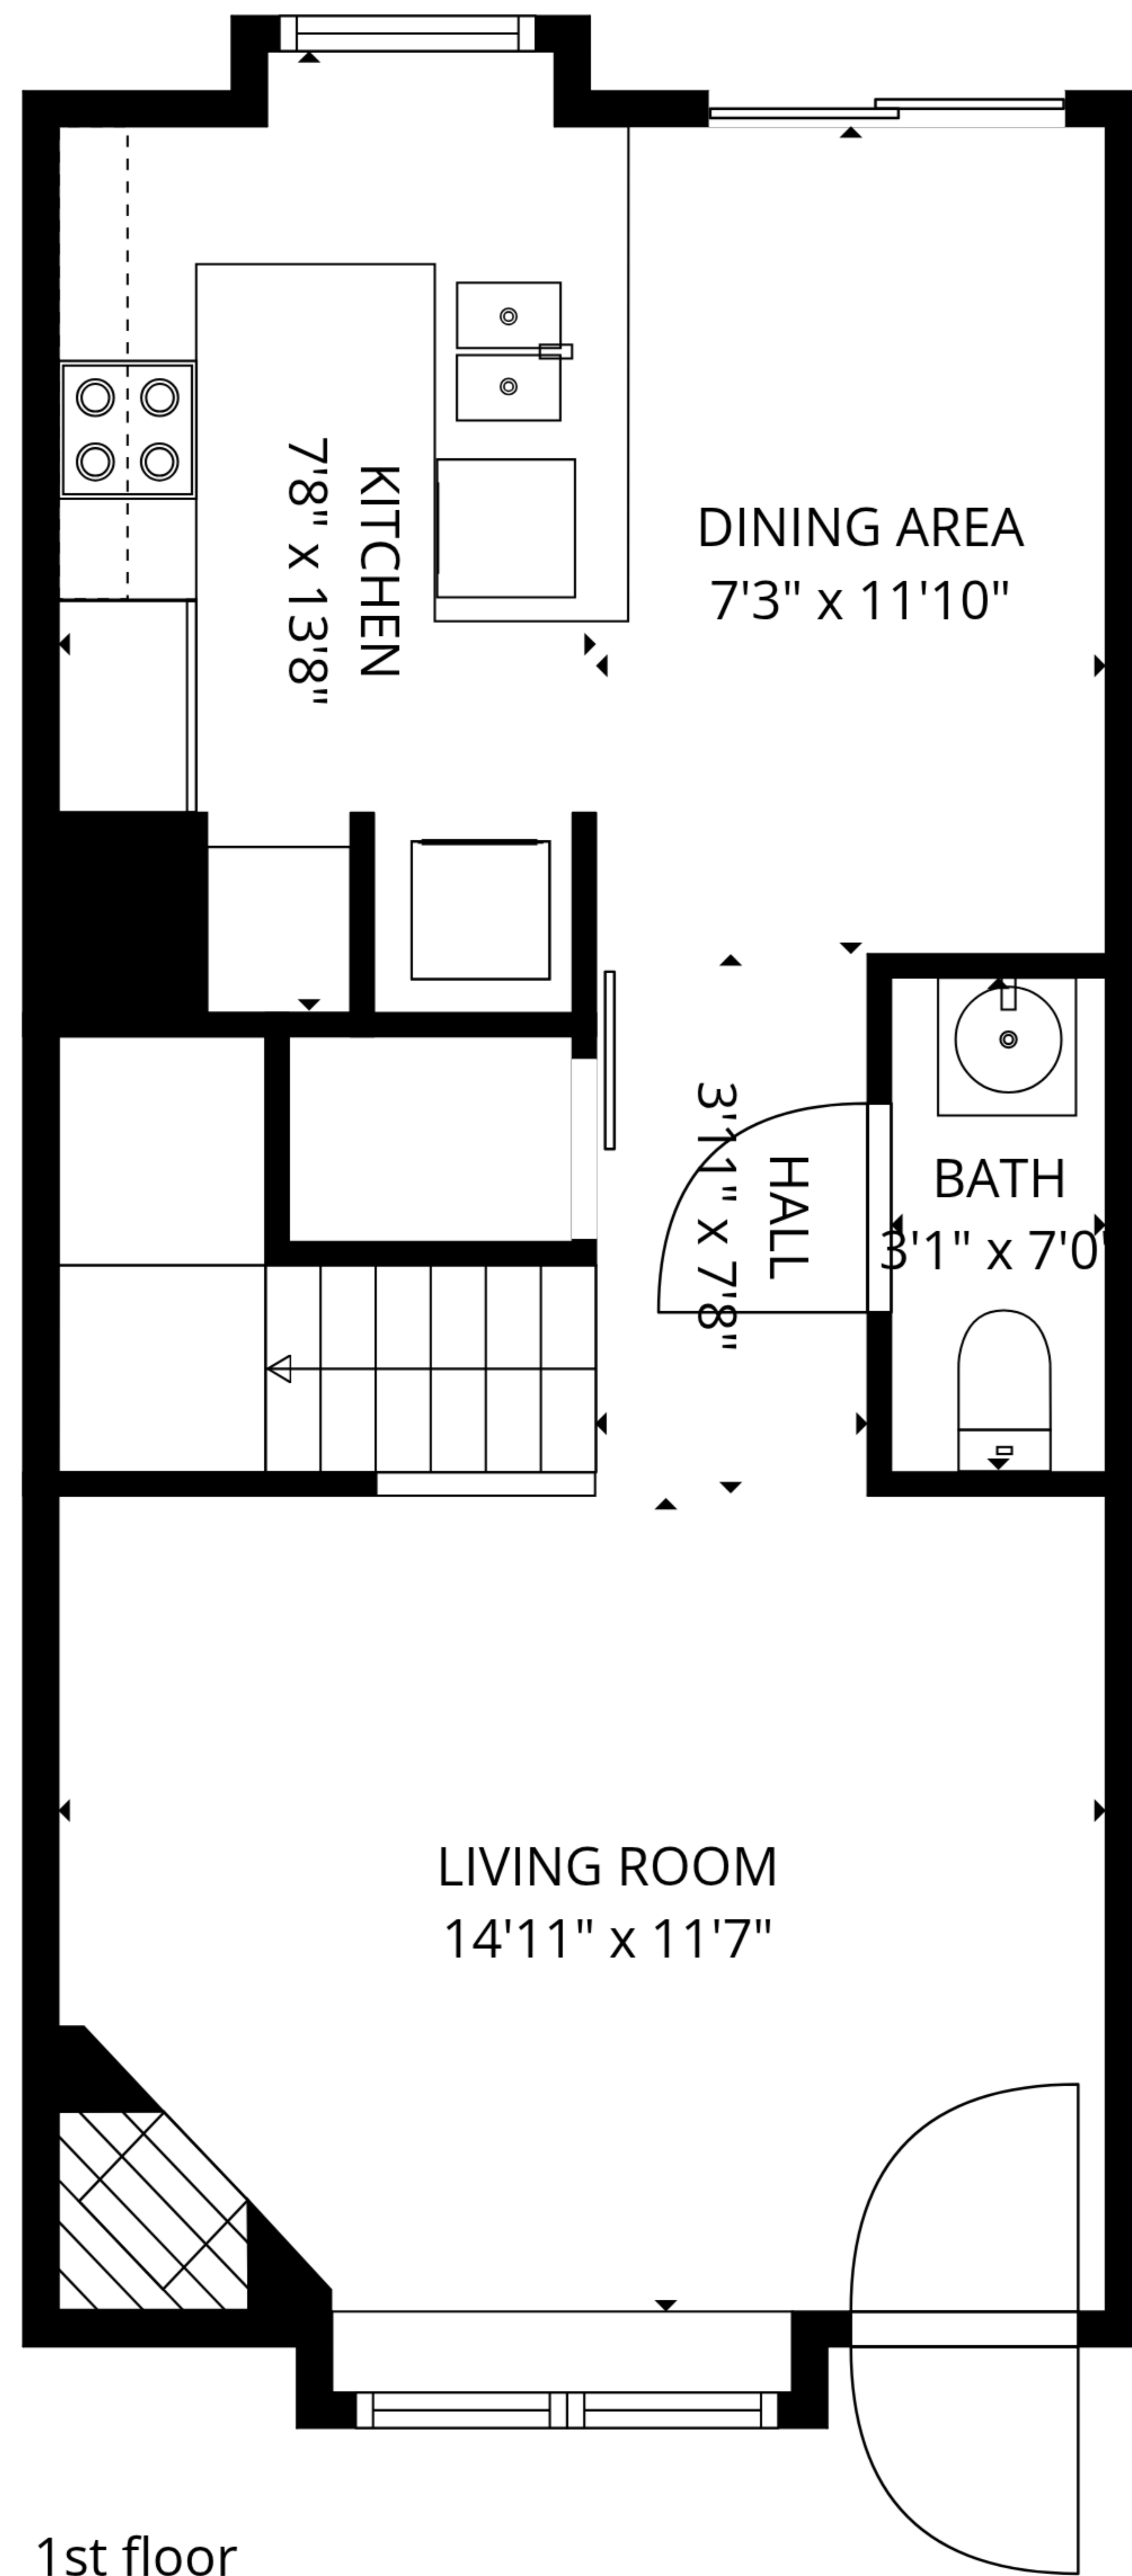 KITCHEN
7'8" x 13'8"
DINING AREA
7'3" x 11'10"
HALL
3'11" x 7'8"
BATH
3'1" x 7'0"
LIVING ROOM
14'11" x 11'7"
1st floor